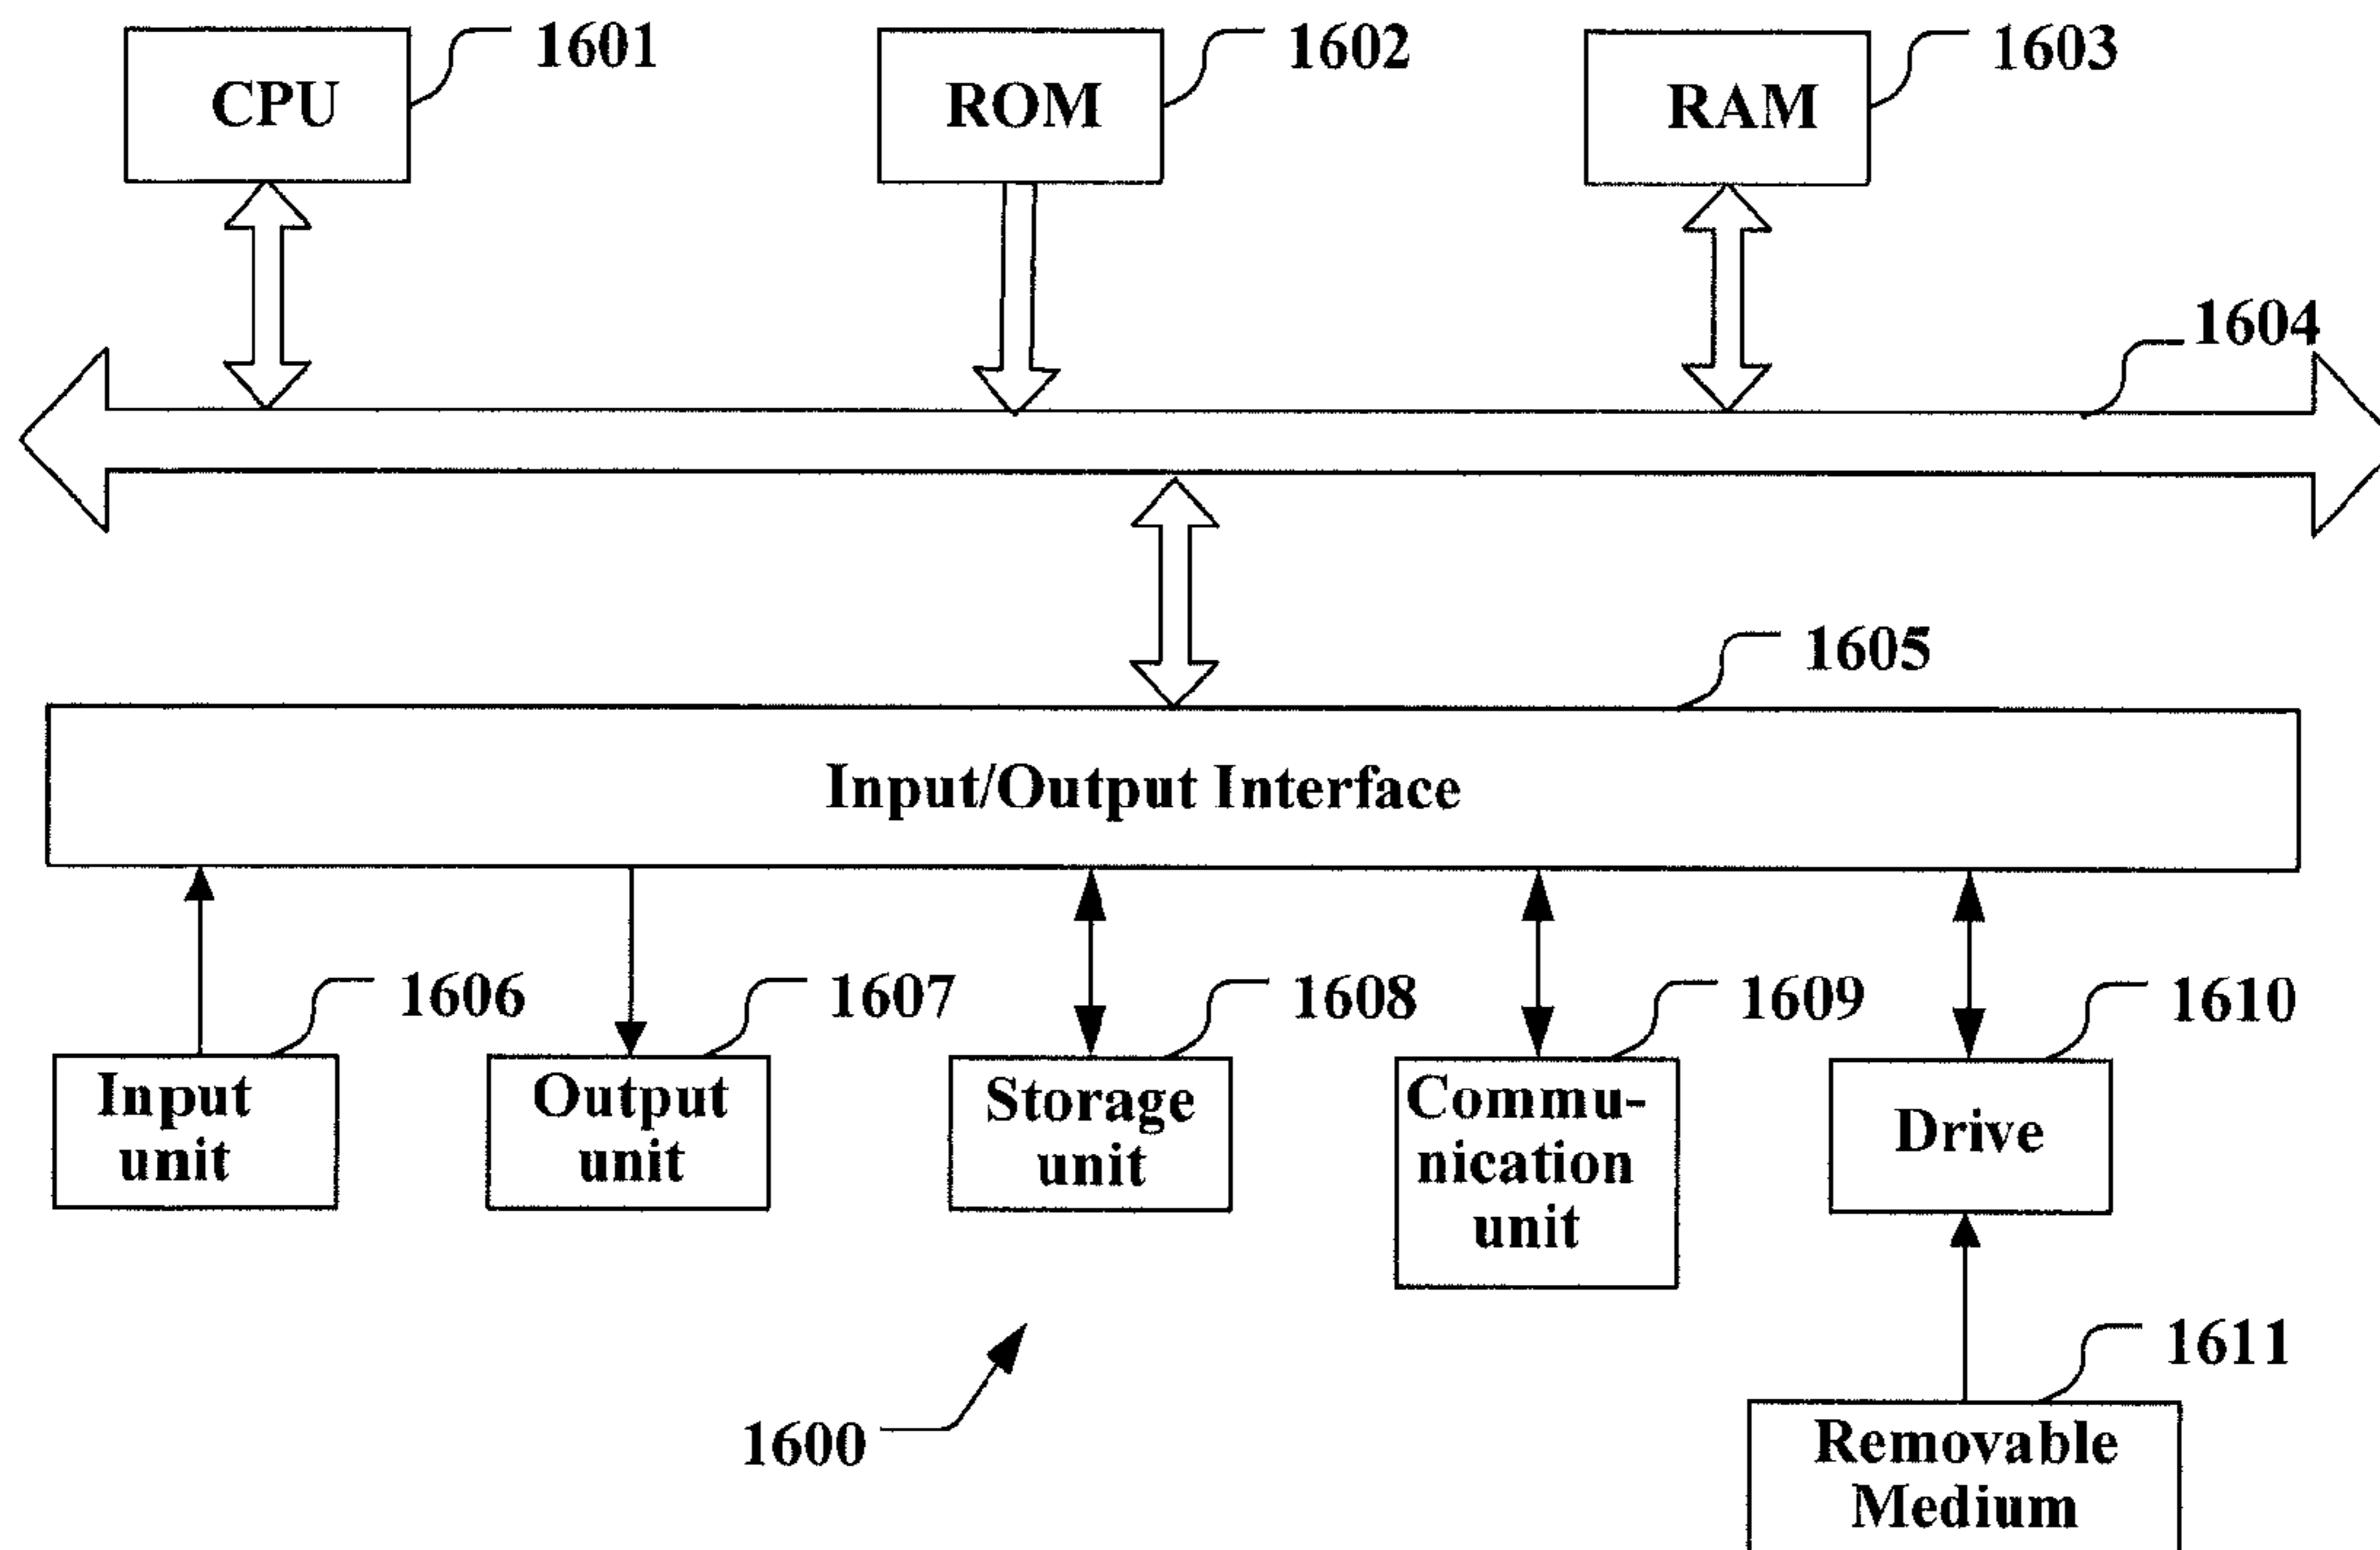 CPU
1601
ROM
1602
RAM
1603
1604
1605
Input/Output Interface
1606
1607
1608
1609
1610
Input
unit
Output
unit
Storage
unit
Commu-
nication
unit
Drive
1611
1600
Removable
Medium